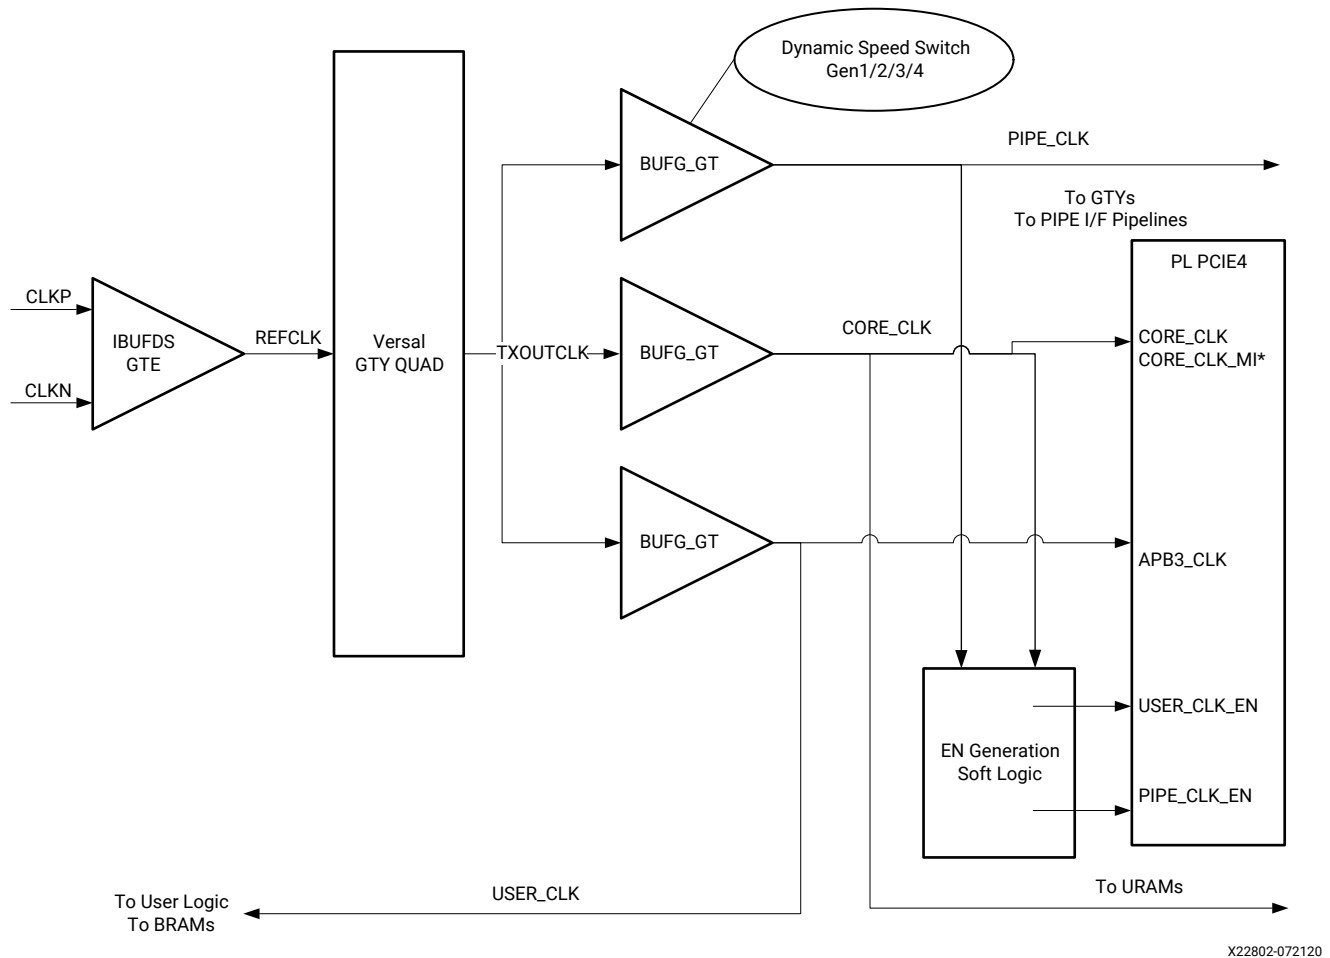 Dynamic Speed Switch
Gen1/2/3/4
BUFG_GT
PIPE_CLK
To GTYs
To PIPE I/F Pipelines
PL PCIE4
CLKP
IBUFDS
GTE
REFCLK
CLKN
Versal
GTY QUAD
TXOUTCLK
BUFG_GT
CORE_CLK
CORE_CLK
CORE_CLK_MI*
BUFG_GT
APB3_CLK
EN Generation
Soft Logic
USER_CLK_EN
PIPE_CLK_EN
To User Logic
To BRAMs
USER_CLK
To URAMs
X22802-072120